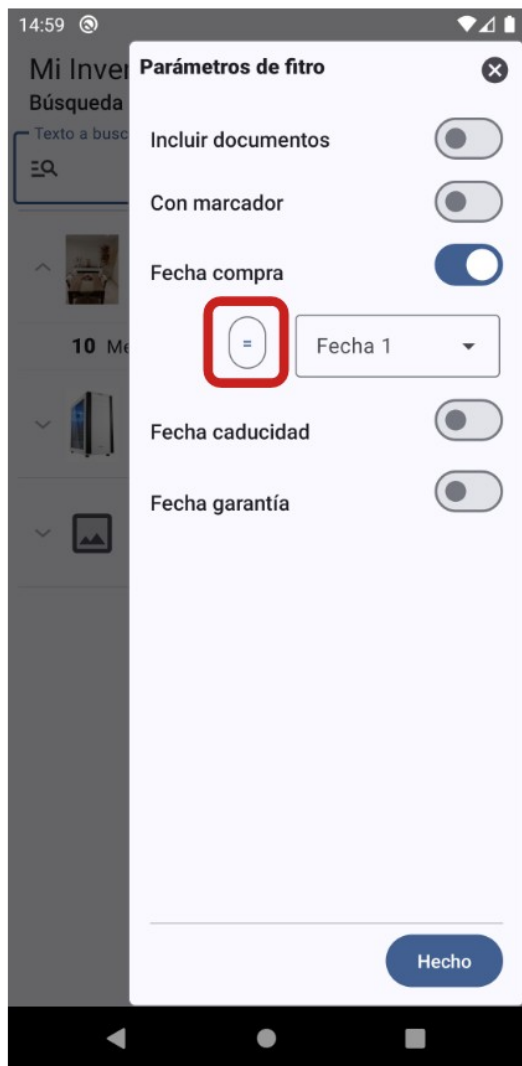 14:59
Mi Inver
Parámetros de fitro
Búsqueda
Texto a busc
Incluir documentos
Con marcador
Fecha compra
= Fecha 1
10 Me
Fecha caducidad
Fecha garantía
Hecho